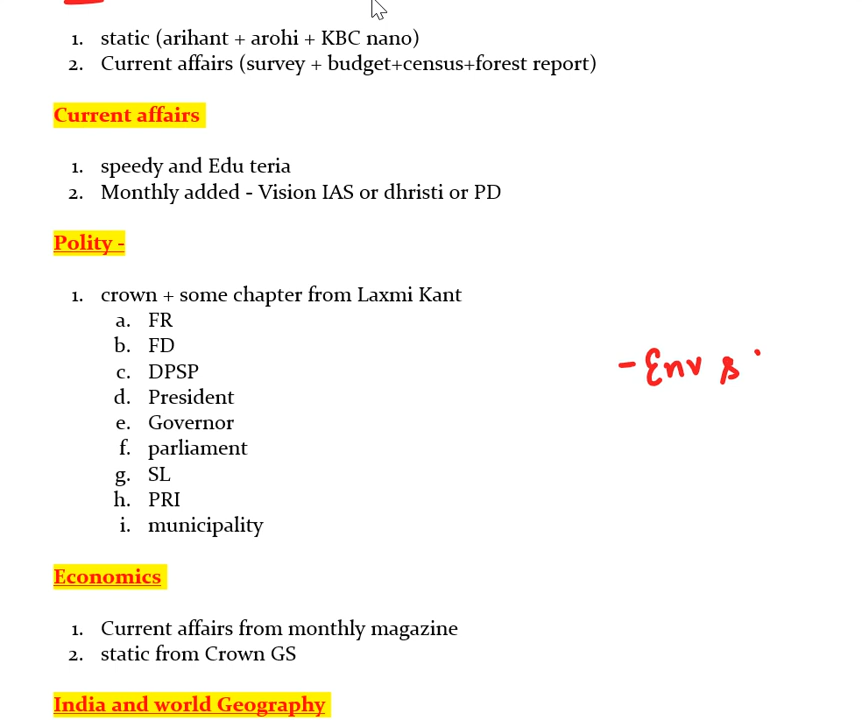 1. static (arihant + arohi + KBC nano)
2. Current affairs (survey + budget+census+forest report)
Current affairs
1. speedy and Edu teria
2. Monthly added - Vision IAS or dhristi or PD
Polity -
1. crown + some chapter from Laxmi Kant
a. FR
b. FD
c. DPSP
d. President
e. Governor
f. parliament
g. SL
h. PRI
i. municipality
- Env &
Economics
1. Current affairs from monthly magazine
2. static from Crown GS
India and world Geography